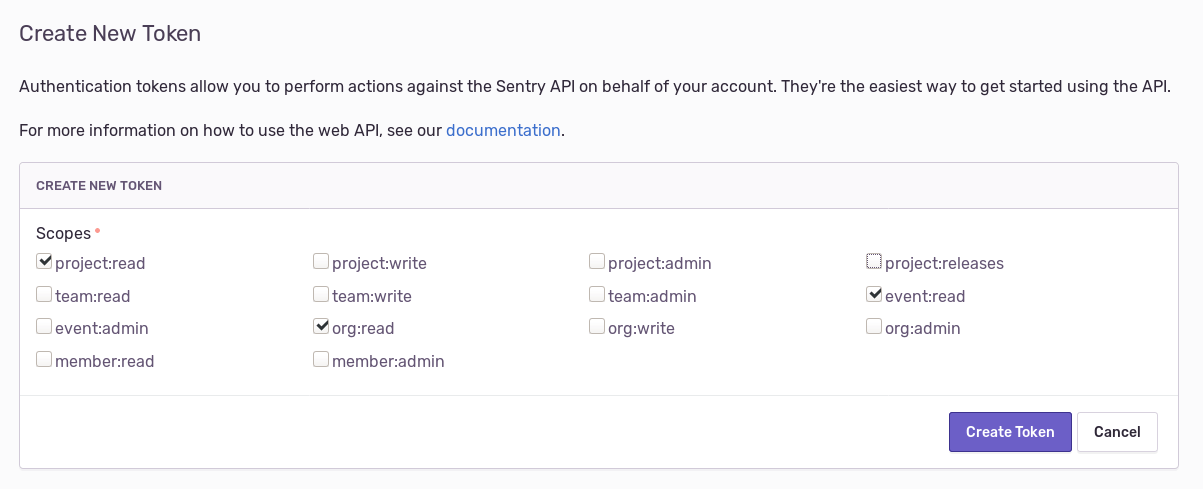 Create New Token
Authentication tokens allow you to perform actions against the Sentry API on behalf of your account. They're the easiest way to get started using the API.
For more information on how to use the web API, see our documentation.
CREATE NEW TOKEN
Scopes
project:read project:write project:admin project:releases
team:read team:write team:admin event:read
event:admin org:read org:write org:admin
member:read member:admin
Create Token Cancel